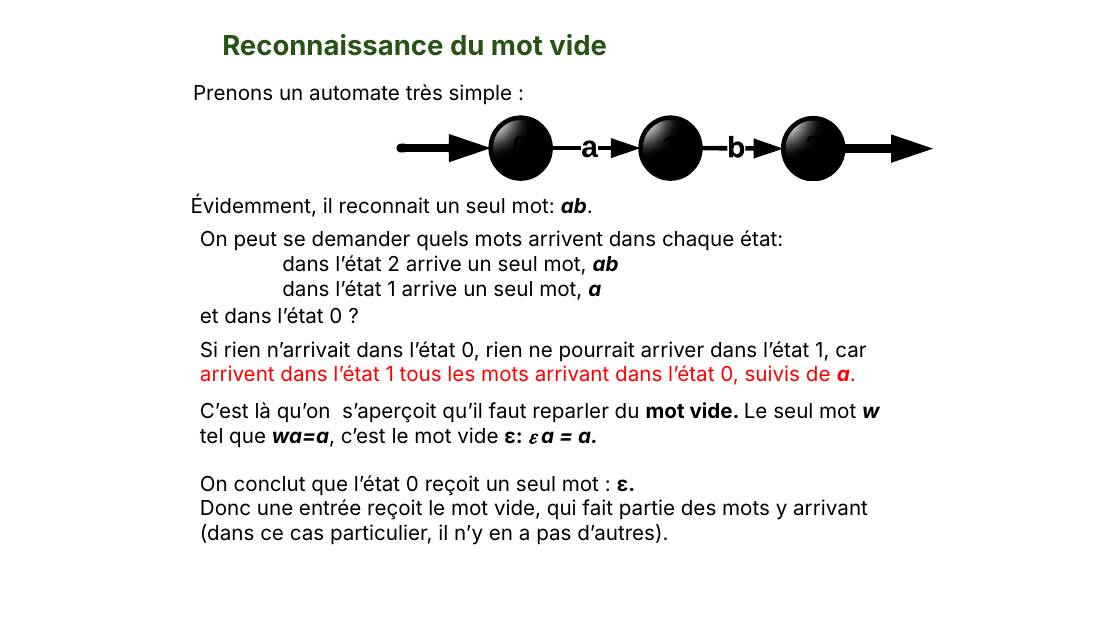 Reconnaissance du mot vide
Prenons un automate très simple :
a b
Évidemment, il reconnait un seul mot: ab.
On peut se demander quels mots arrivent dans chaque état:
dans l’état 2 arrive un seul mot, ab
dans l’état 1 arrive un seul mot, a
et dans l’état 0 ?
Si rien n’arrivait dans l’état 0, rien ne pourrait arriver dans l’état 1, car
arrivent dans l’état 1 tous les mots arrivant dans l’état 0, suivis de a.
C’est là qu’on  s’aperçoit qu’il faut reparler du mot vide. Le seul mot w
tel que wa=a, c’est le mot vide ε: ε a = a.
On conclut que l’état 0 reçoit un seul mot : ε.
Donc une entrée reçoit le mot vide, qui fait partie des mots y arrivant
(dans ce cas particulier, il n’y en a pas d’autres).